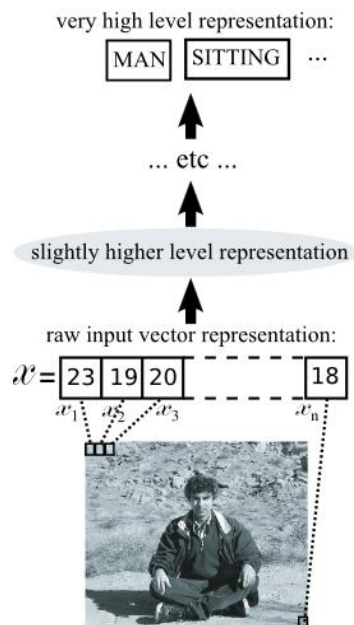 very high level representation:
MAN SITTING ...
... etc ...
slightly higher level representation
raw input vector representation:
x = 23 19 20 18
x₁ x₂ x₃ xₙ